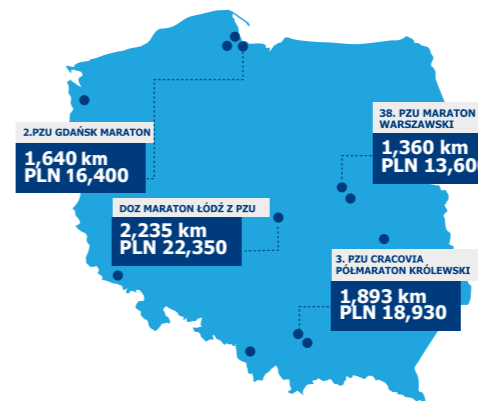 2.PZU GDAŃSK MARATON
1,640 km
PLN 16,400
38. PZU MARATON
WARSZAWSKI
1,360 km
PLN 13,60
DOZ MARATON ŁÓDŹ Z PZU
2,235 km
PLN 22,350
3. PZU CRACOVIA
PÓŁMARATON KRÓLEWSKI
1,893 km
PLN 18,930